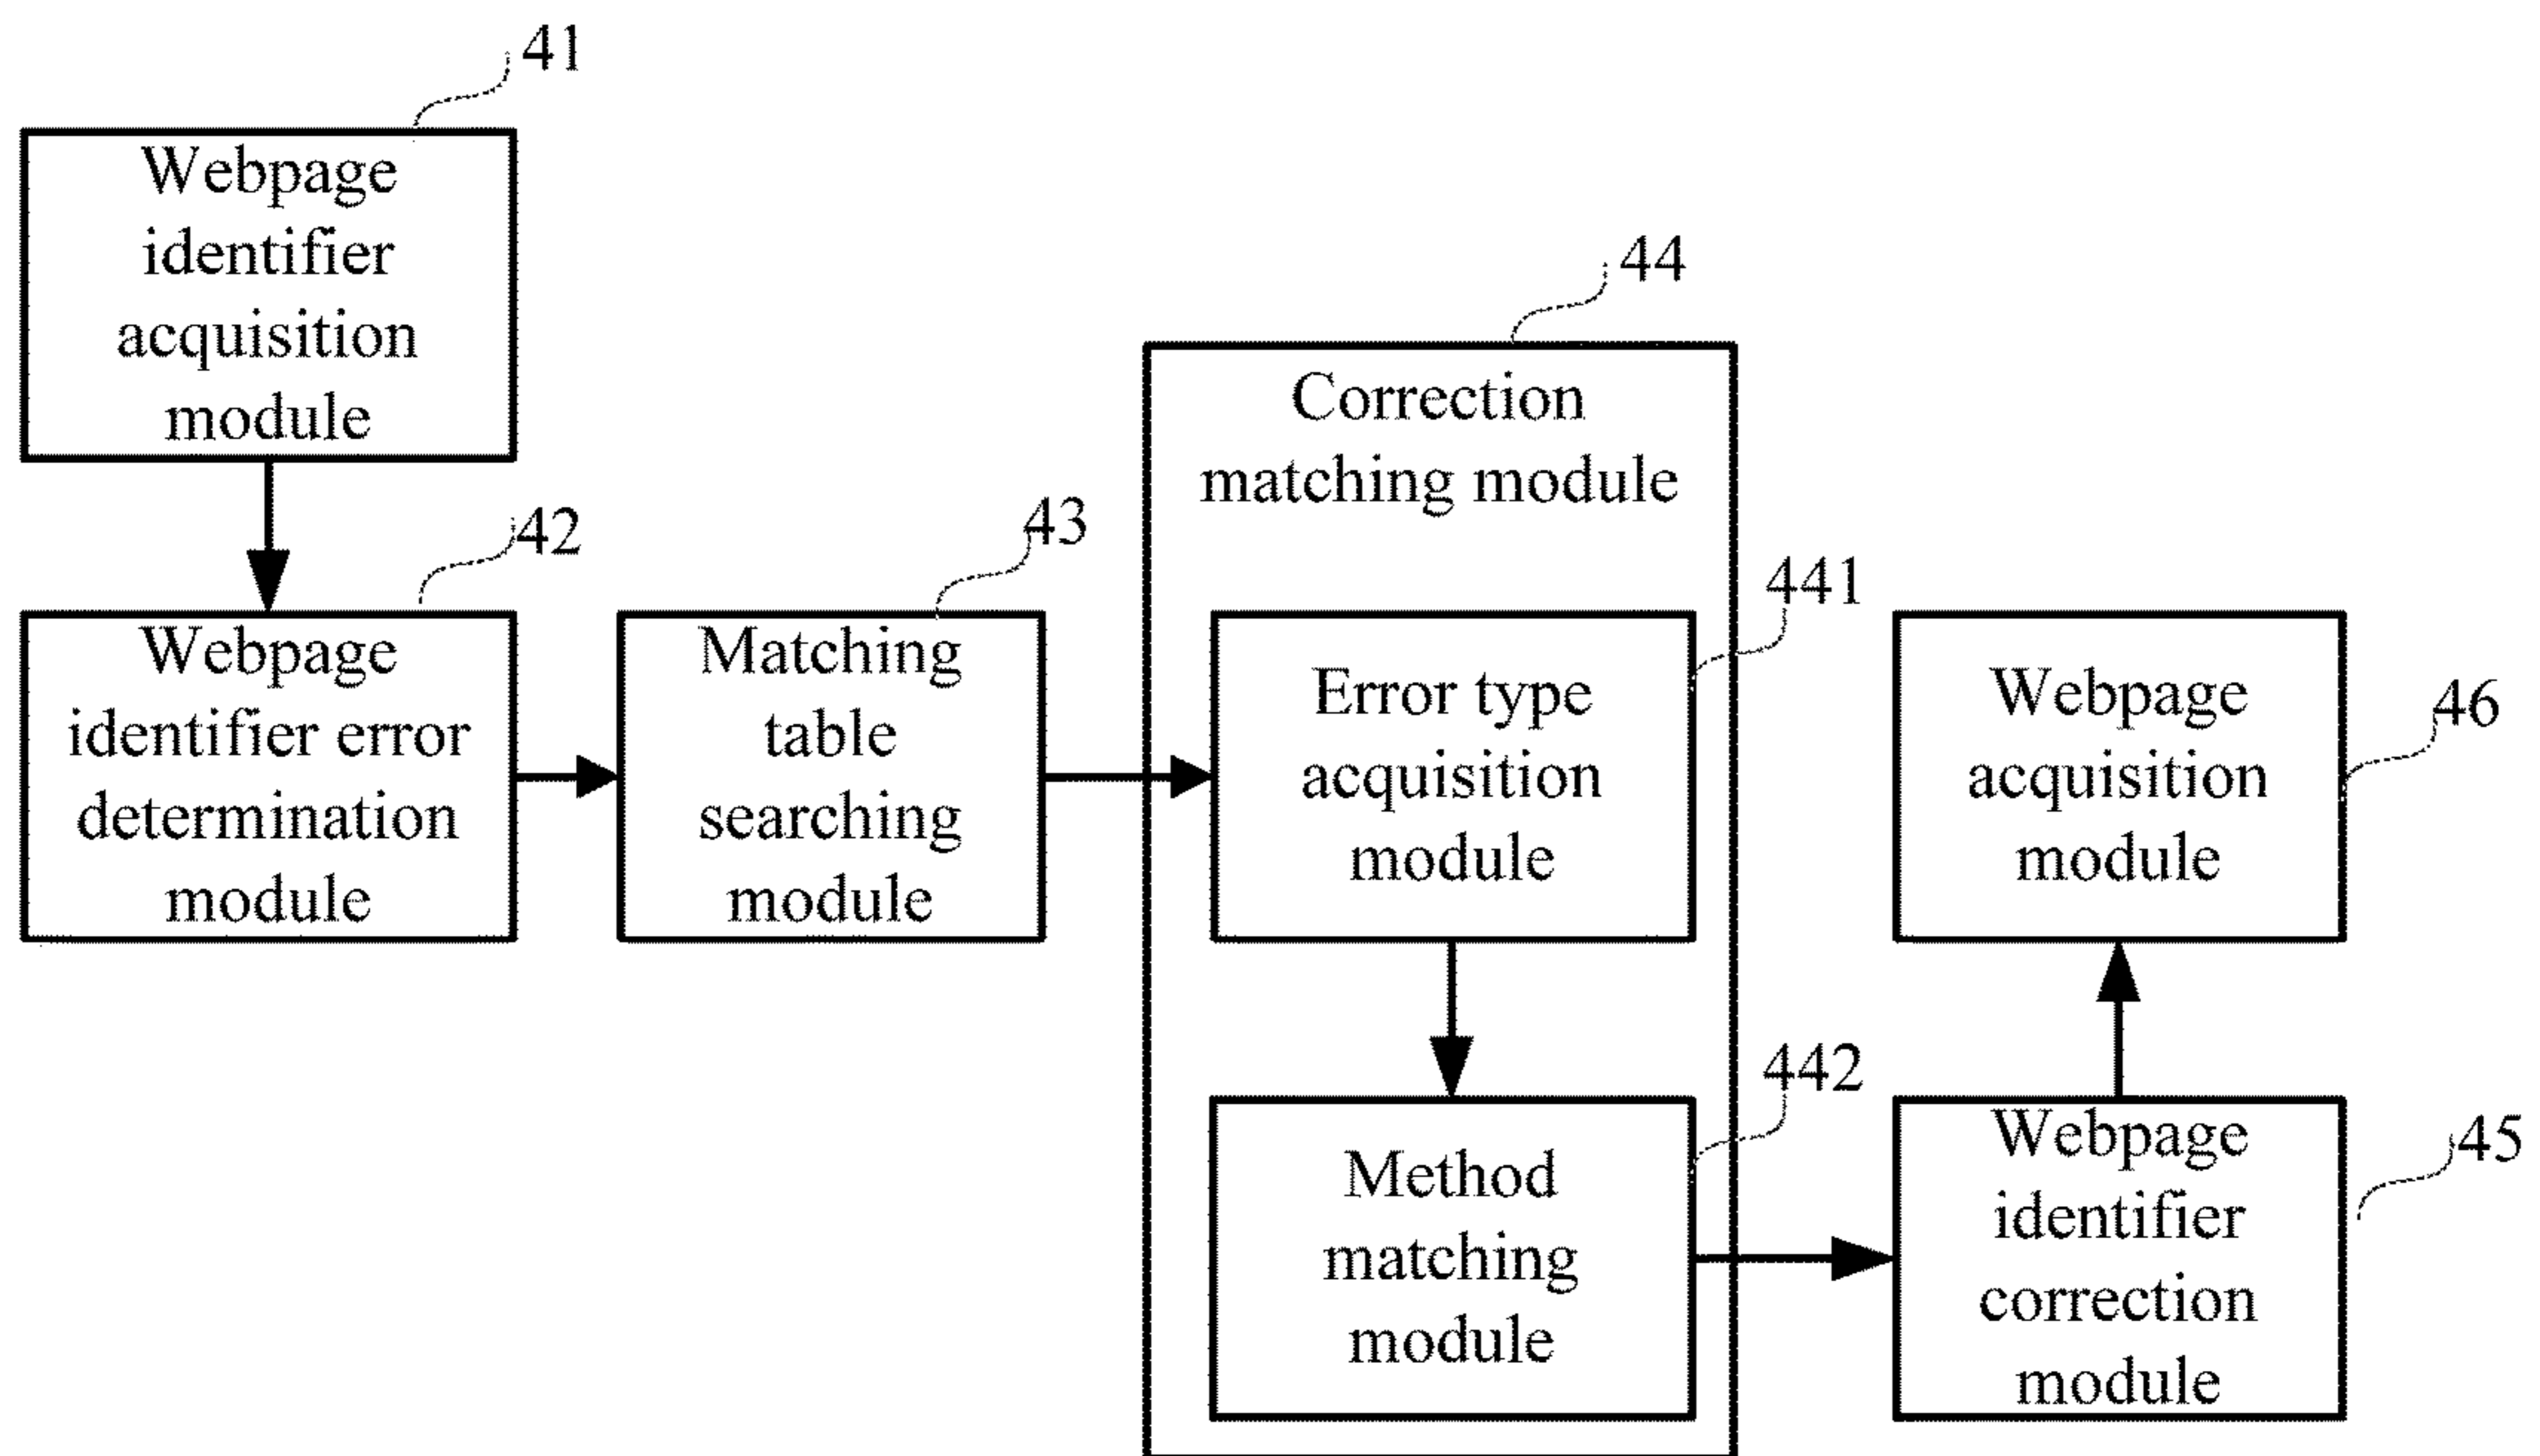 41
Webpage
identifier
acquisition
module
42
Webpage
identifier error
determination
module
43
Matching
table
searching
module
44
Correction
matching module
441
Error type
acquisition
module
442
Method
matching
module
46
Webpage
acquisition
module
45
Webpage
identifier
correction
module